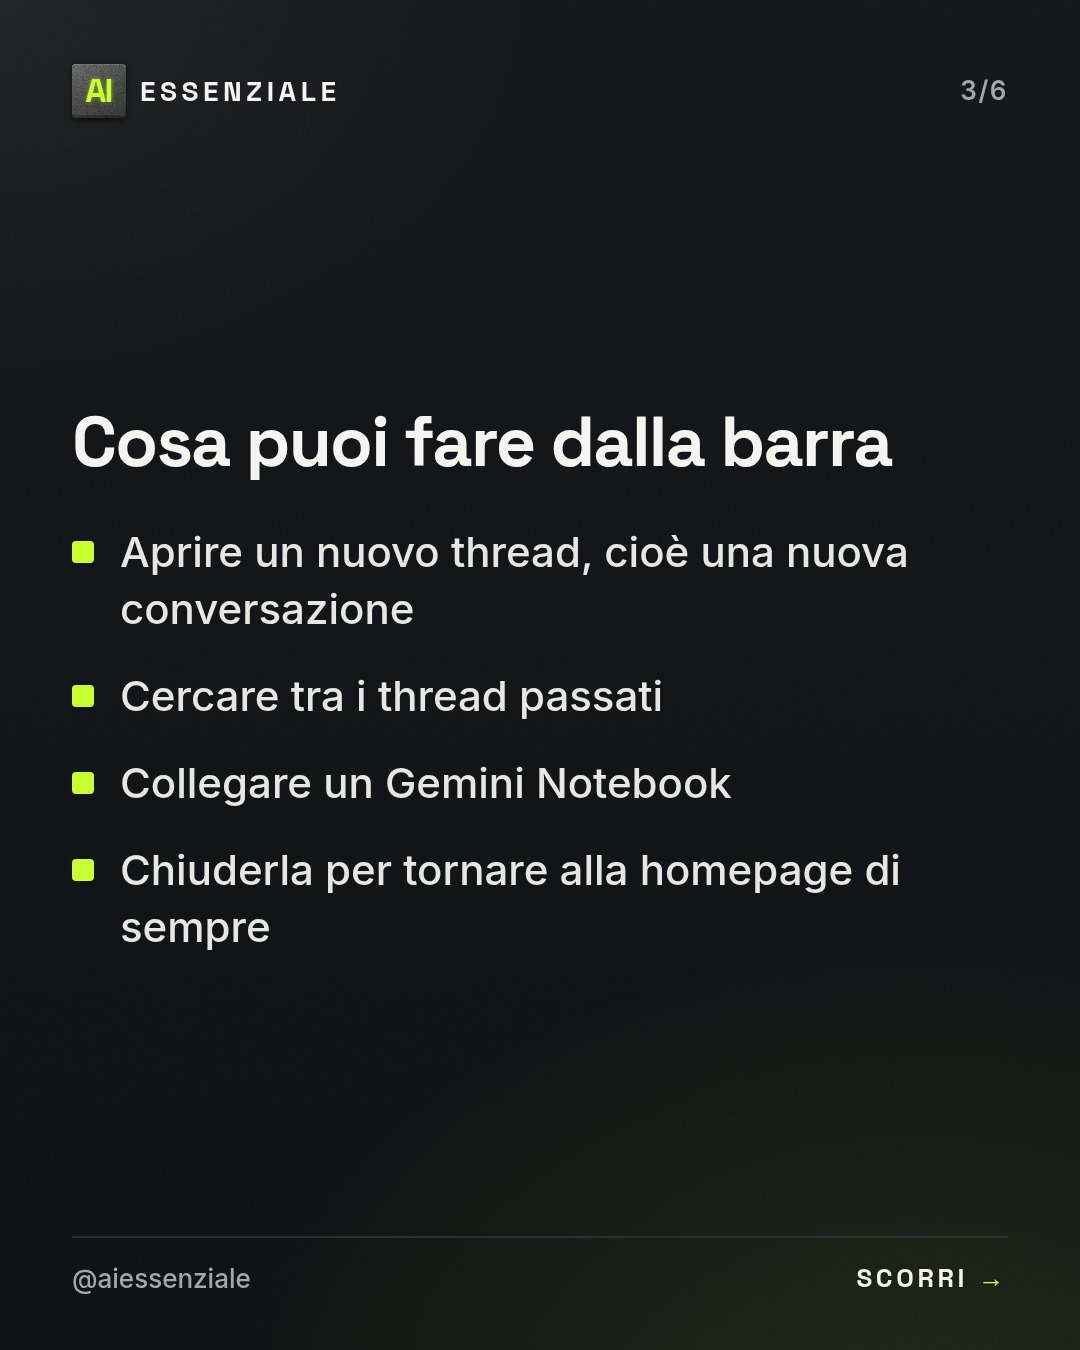 AI ESSENZIALE
3/6
Cosa puoi fare dalla barra
Aprire un nuovo thread, cioè una nuova
conversazione
Cercare tra i thread passati
Collegare un Gemini Notebook
Chiuderla per tornare alla homepage di
sempre
@aiessenziale
SCORRI →